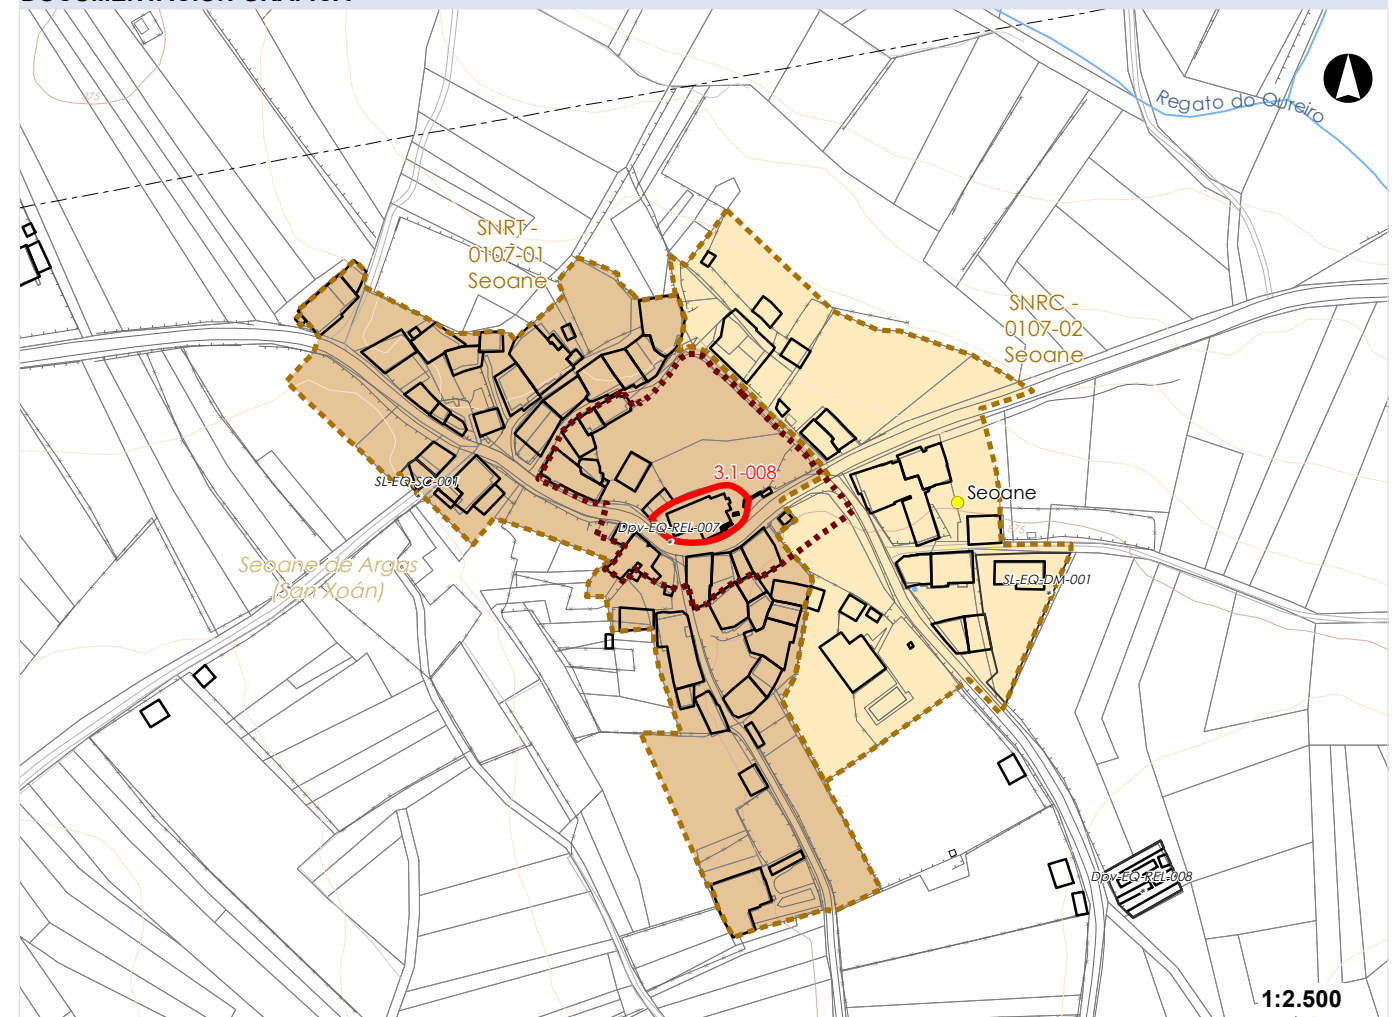 Regato do Oureiro
875
SNRT -
0107-01
Seoane
SNRC -
0107-02
Seoane
3.1-008
SL-EQ-SC-001
Seoane
Dpv-EQ-REL-007
875
Seoane de Argas
(San Xoán)
SL-EQ-DM-001
Dpv-EQ-REL-008
1:2.500